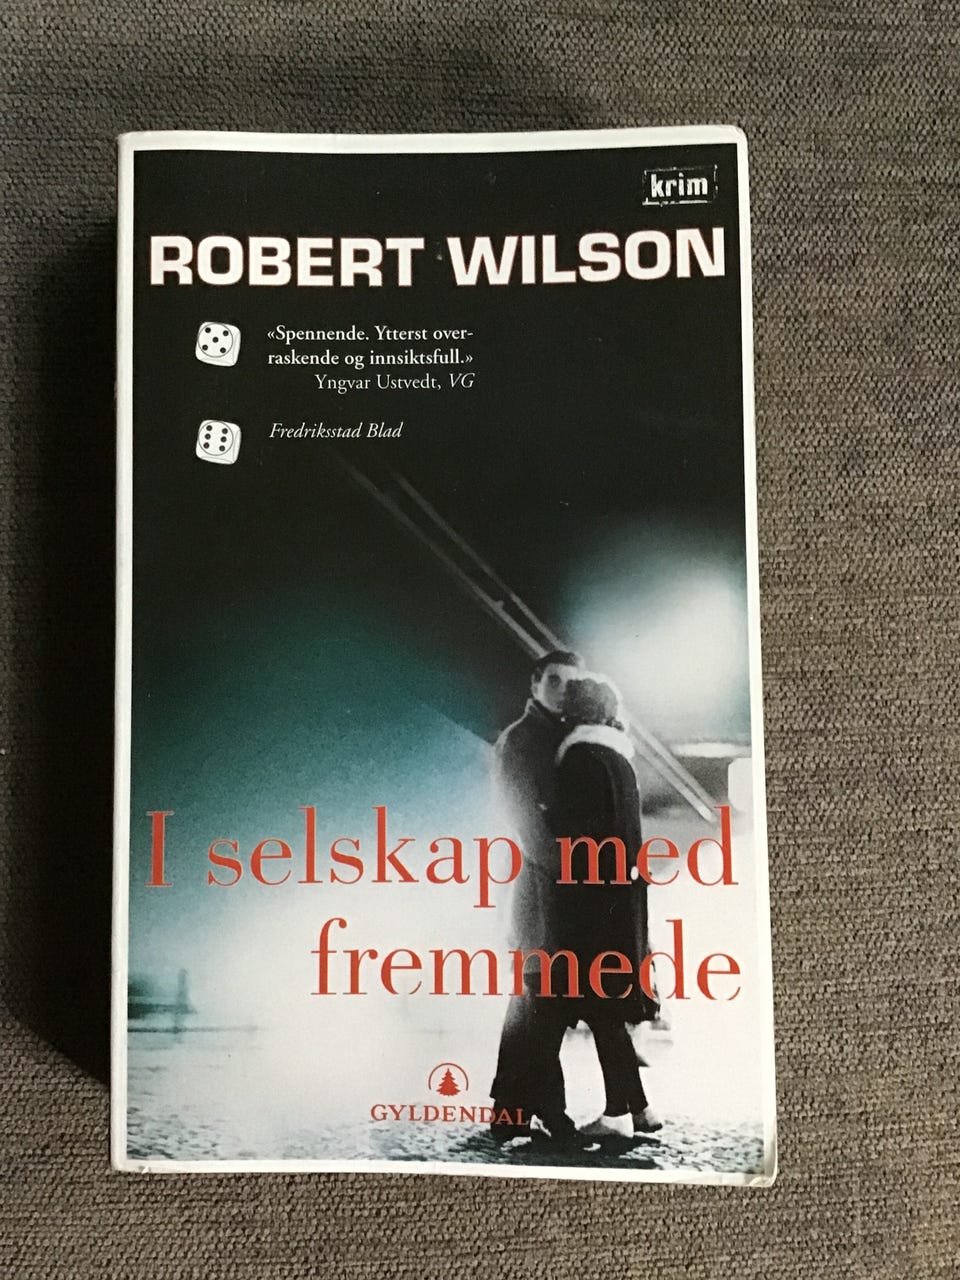 krim
ROBERT WILSON
«Spennende. Ytterst over-
raskende og innsiktsfull.»
Yngvar Ustvedt, VG
Fredriksstad Blad
I selskap med
fremmede
GYLDENDAL